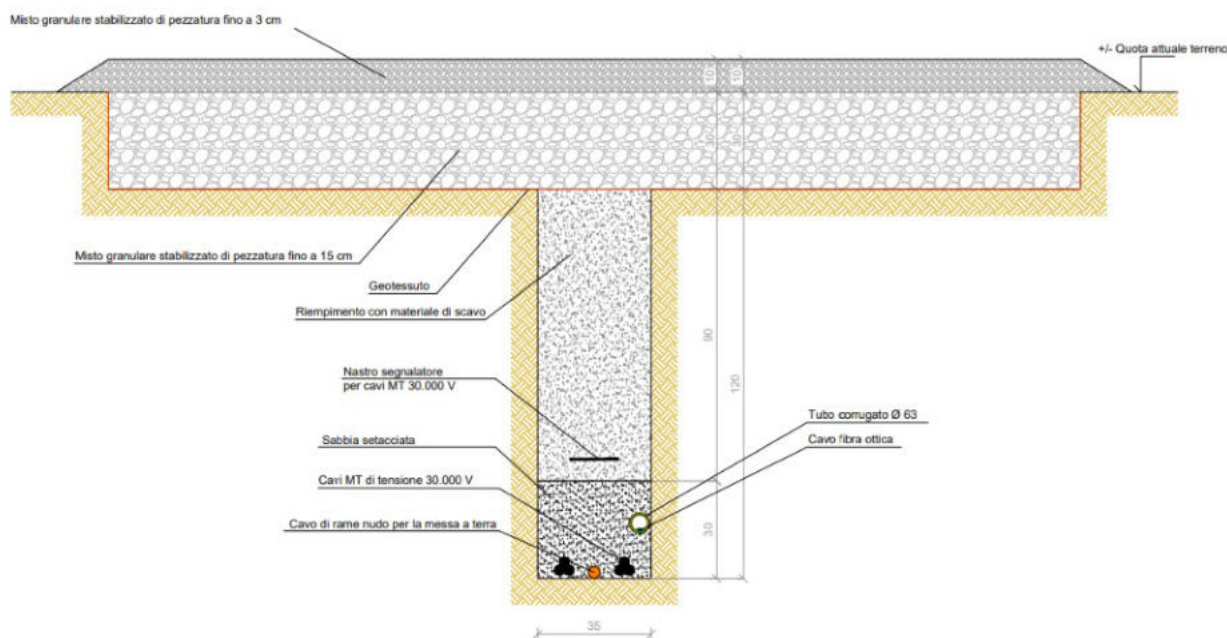 Misto granulare stabilizzato di pezzatura fino a 3 cm
+/- Quota attuale terreno
10
10
30
30
Misto granulare stabilizzato di pezzatura fino a 15 cm
Geotessuto
Riempimento con materiale di scavo
90
120
Nastro segnalatore
per cavi MT 30.000 V
Tubo corrugato Ø 63
Sabbia setacciata
Cavo fibra ottica
Cavi MT di tensione 30.000 V
Cavo di rame nudo per la messa a terra
30
35